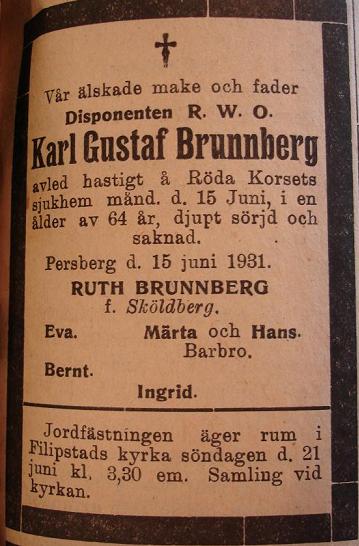 Vår älskade make och fader
Disponenten R. W. O.
Karl Gustaf Brunnberg
avled hastigt å Röda Korsets
sjukhem månd. d. 15 Juni, i en
ålder av 64 år, djupt sörjd och
saknad.
Persberg d. 15 juni 1931.
RUTH BRUNNBERG
f. Sköldberg.
Eva. Märta och Hans.
Barbro.
Bernt.
Ingrid.
Jordfästningen äger rum i
Filipstads kyrka söndagen d. 21
juni kl. 3,30 em. Samling vid
kyrkan.